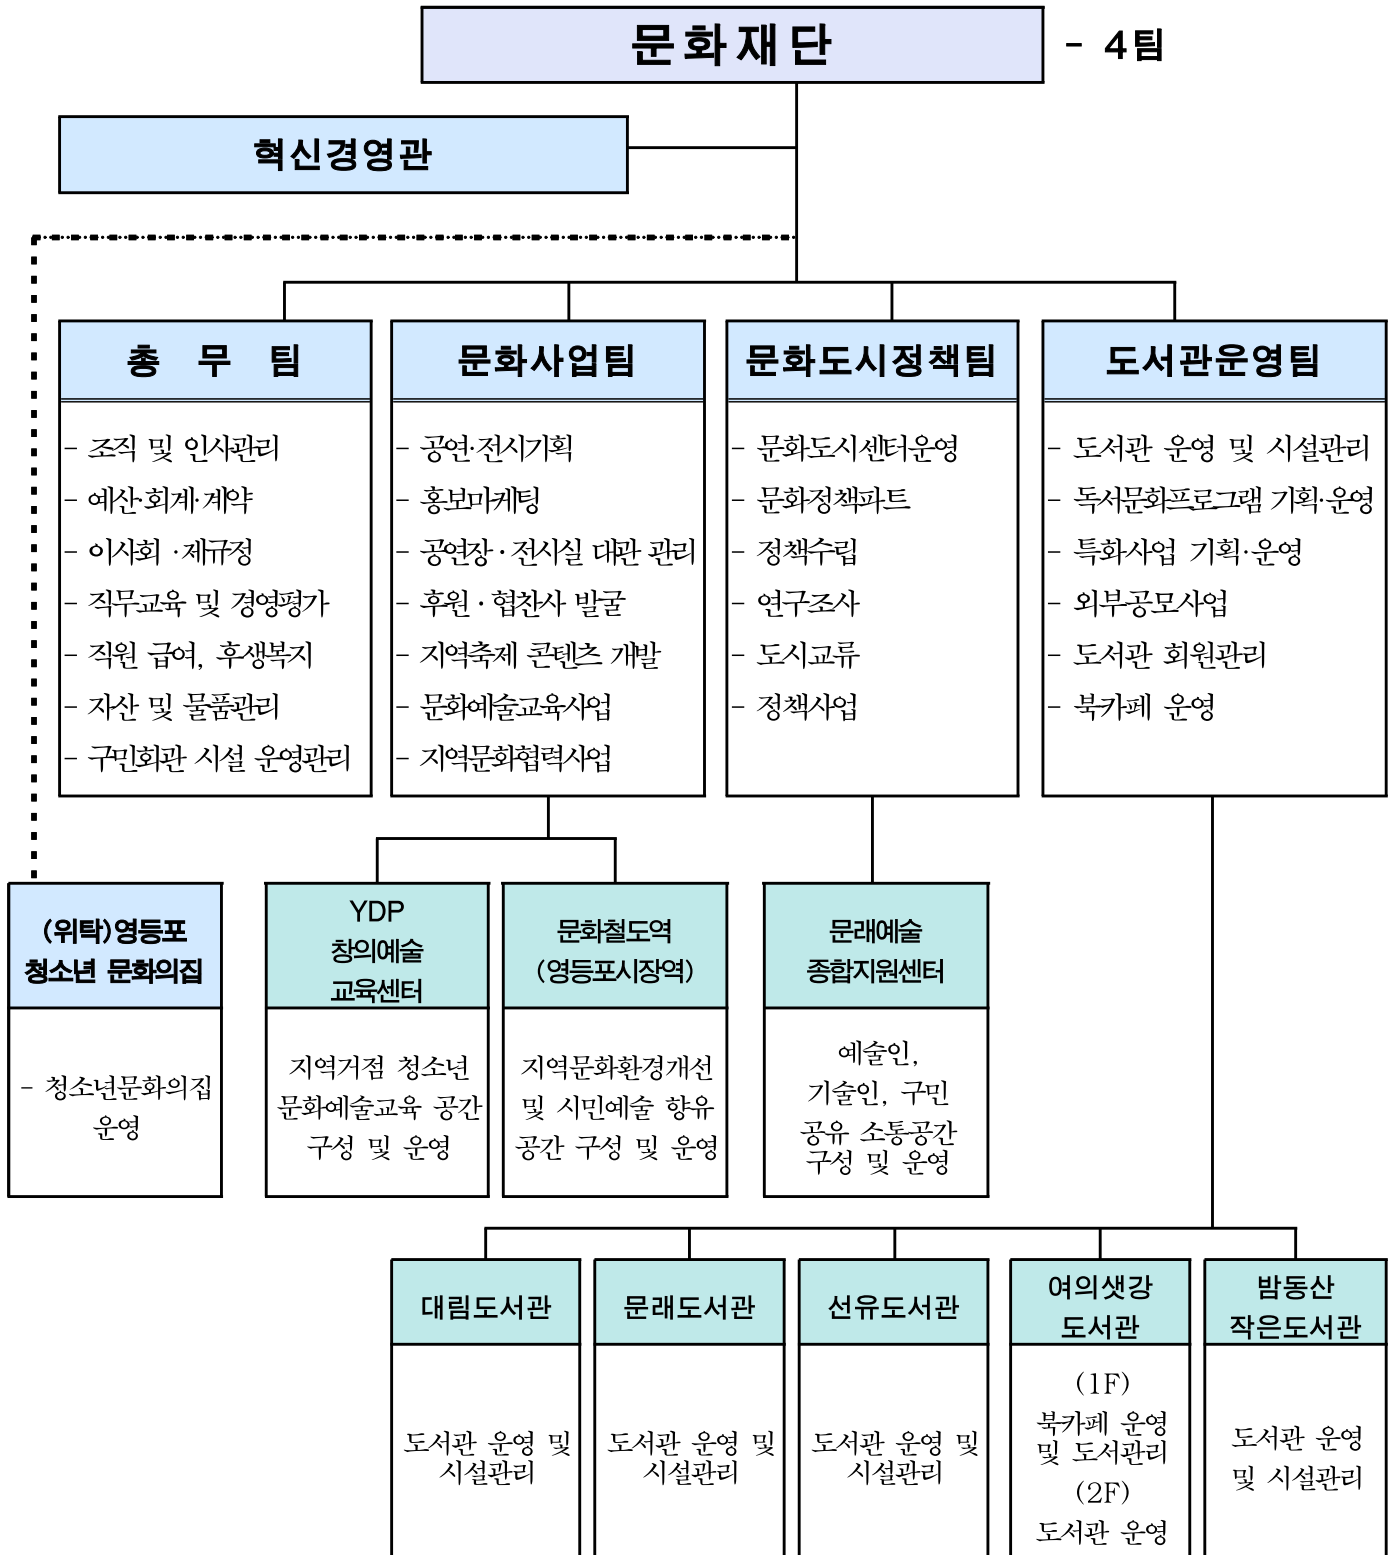 문화재단
- 4팀
혁신경영관
총 무 팀
- 조직 및 인사관리
- 예산·회계·계약
- 이사회 ·제규정
- 직무교육 및 경영평가
- 직원 급여, 후생복지
- 자산 및 물품관리
- 구민회관 시설 운영관리
문화사업팀
- 공연·전시기획
- 홍보마케팅
- 공연장 · 전시실 대관 관리
- 후원 · 협찬사 발굴
- 지역축제 콘텐츠 개발
- 문화예술교육사업
- 지역문화협력사업
문화도시정책팀
- 문화도시센터운영
- 문화정책파트
- 정책수립
- 연구조사
- 도시교류
- 정책사업
도서관운영팀
- 도서관 운영 및 시설관리
- 독서문화프로그램 기획·운영
- 특화사업 기획·운영
- 외부공모사업
- 도서관 회원관리
- 북카페 운영
(위탁)영등포
청소년 문화의집
- 청소년문화의집
운영
YDP
창의예술
교육센터
지역거점 청소년
문화예술교육 공간
구성 및 운영
문화철도역
(영등포시장역)
지역문화환경개선
및 시민예술 향유
공간 구성 및 운영
문래예술
종합지원센터
예술인,
기술인, 구민
공유 소통공간
구성 및 운영
대림도서관
도서관 운영 및
시설관리
문래도서관
도서관 운영 및
시설관리
선유도서관
도서관 운영 및
시설관리
여의샛강
도서관
(1F)
북카페 운영
및 도서관리
(2F)
도서관 운영
밤동산
작은도서관
도서관 운영
및 시설관리